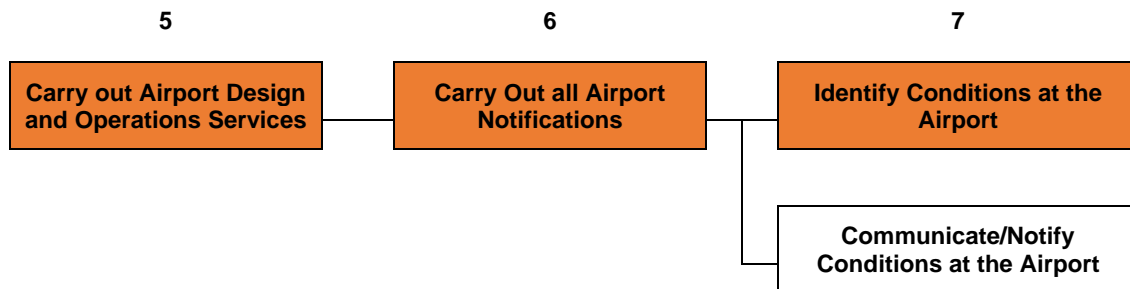 5
6
7
Carry out Airport Design
and Operations Services
Carry Out all Airport
Notifications
Identify Conditions at the
Airport
Communicate/Notify
Conditions at the Airport